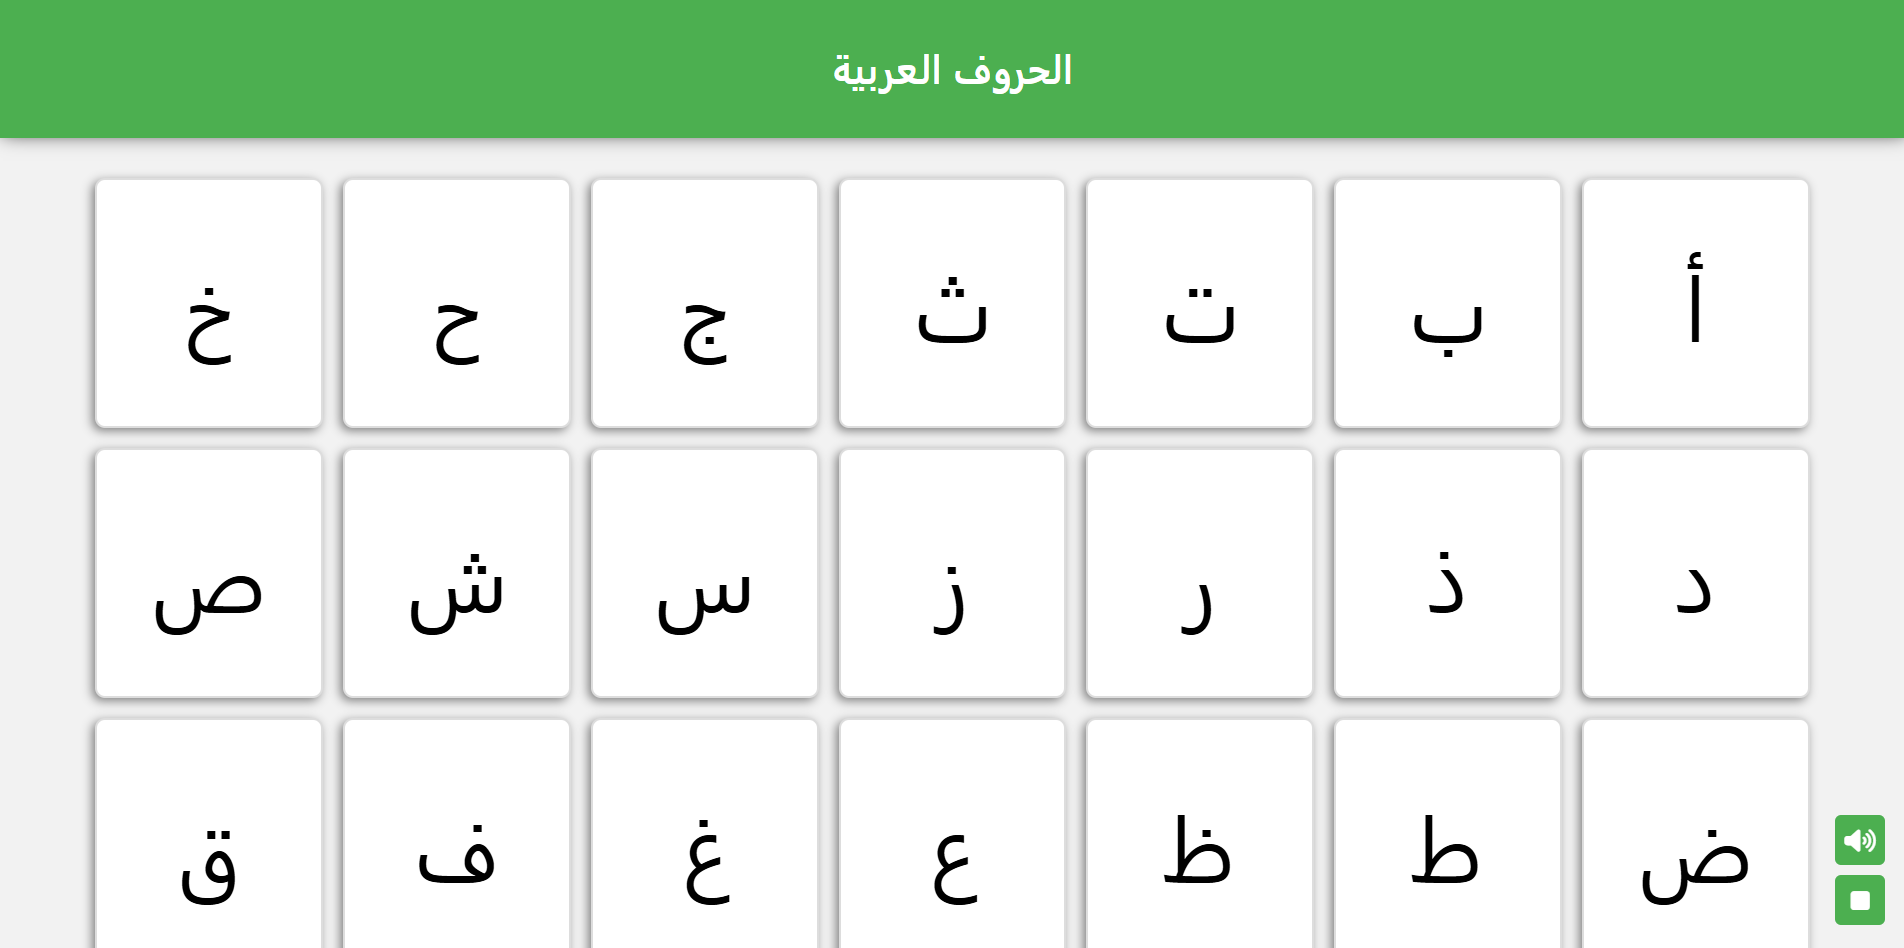 الحروف العربية
أ ب ت ث ج ح خ
د ذ ر ز س ش ص
ض ط ظ ع غ ف ق